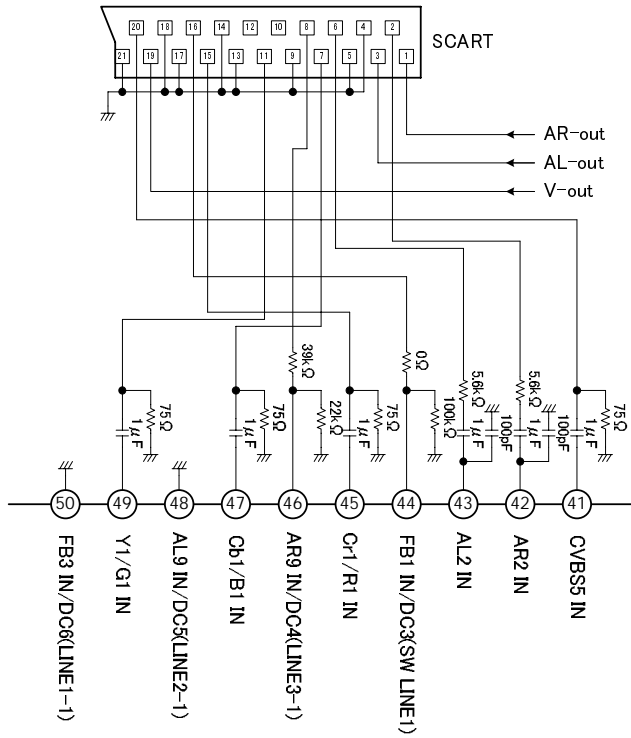 20 18 16 14 12 10 8 6 4 2
SCART
21 19 17 15 13 11 9 7 5 3 1
AR-out
AL-out
V-out
39kΩ
0Ω
5.6kΩ
5.6kΩ
75Ω
1μF
75Ω
1μF
22kΩ
75Ω
1μF
100kΩ
1μF
100pF
1μF
100pF
75Ω
1μF
50 49 48 47 46 45 44 43 42 41
FB3 IN/DC6(LINE1-1)
Y1/G1 IN
AL9 IN/DC5(LINE2-1)
Cb1/B1 IN
AR9 IN/DC4(LINE3-1)
Cr1/R1 IN
FB1 IN/DC3(SW LINE1)
AL2 IN
AR2 IN
CVBS5 IN